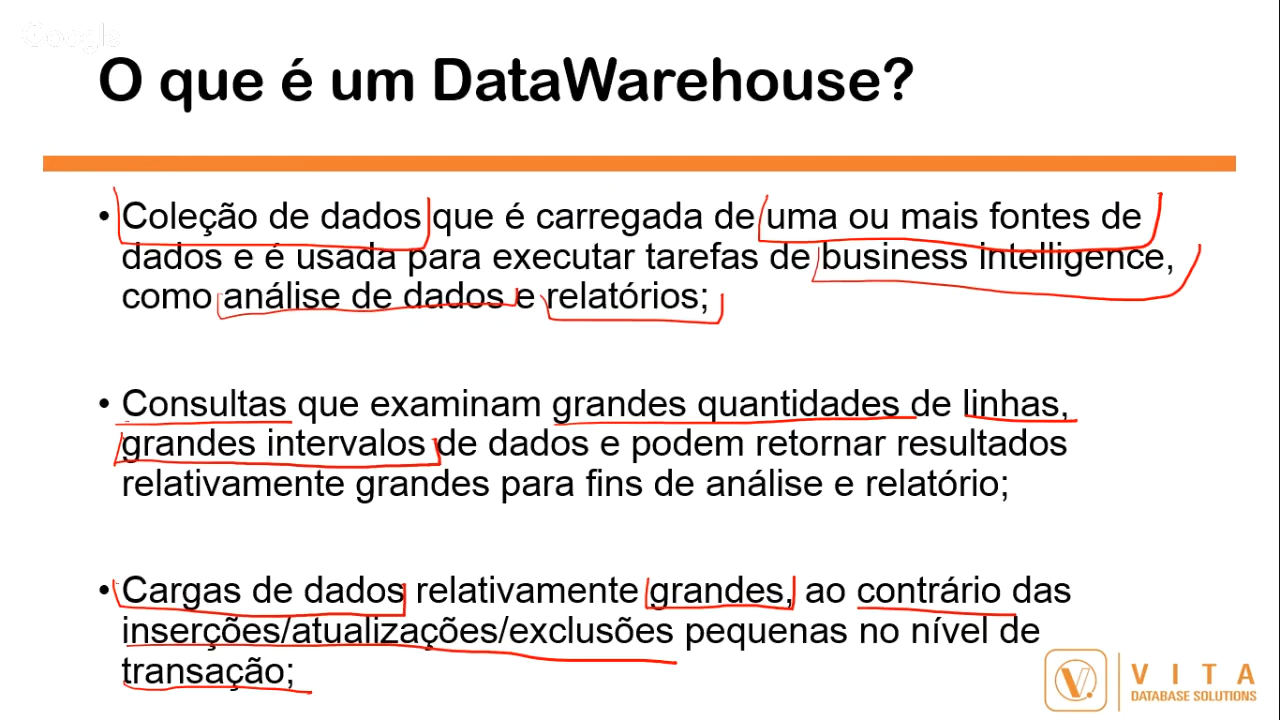 Google
O que é um DataWarehouse?
• Coleção de dados que é carregada de uma ou mais fontes de
dados e é usada para executar tarefas de business intelligence,
como análise de dados e relatórios;
• Consultas que examinam grandes quantidades de linhas,
grandes intervalos de dados e podem retornar resultados
relativamente grandes para fins de análise e relatório;
• Cargas de dados relativamente grandes, ao contrário das
inserções/atualizações/exclusões pequenas no nível de
transação;
V.
VITA
DATABASE SOLUTIONS